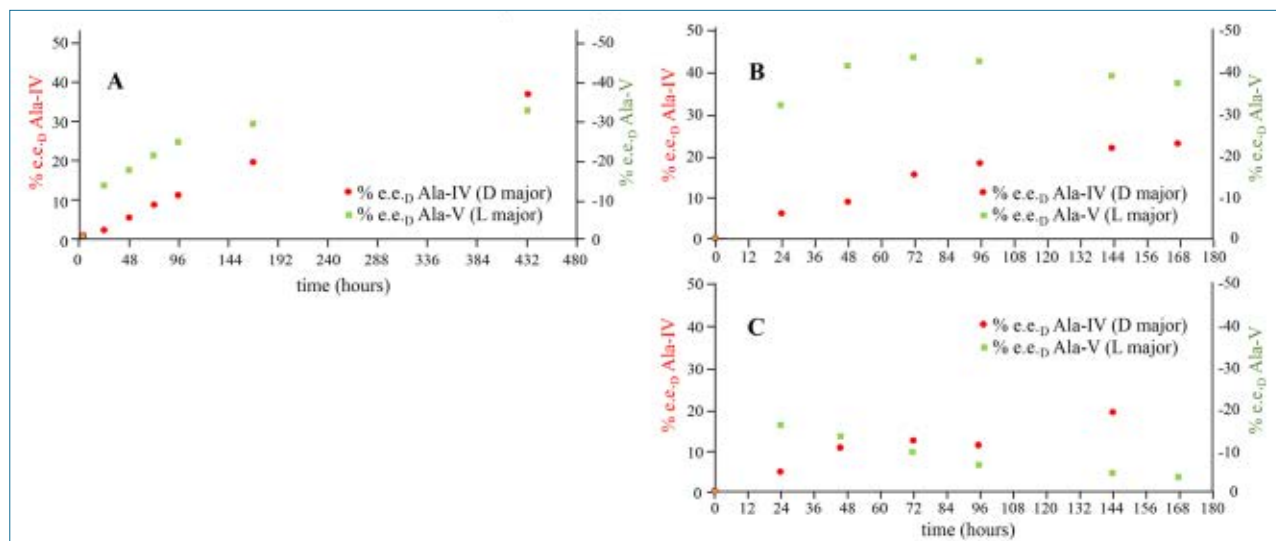 A
% e.e.D Ala-IV
50
40
30
20
10
0
-50
-40
-30
-20
-10
0
% e.e.D Ala-V
% e.e.D Ala-IV (D major)
% e.e.D Ala-V (L major)
0 48 96 144 192 240 288 336 384 432 480
time (hours)
B
% e.e.D Ala-IV
50
40
30
20
10
0
-50
-40
-30
-20
-10
0
% e.e.D Ala-V
% e.e.D Ala-IV (D major)
% e.e.D Ala-V (L major)
0 12 24 36 48 60 72 84 96 108 132 144 156 168 180
C
% e.e.D Ala-IV
50
40
30
20
10
0
-50
-40
-30
-20
-10
0
% e.e.D Ala-V
% e.e.D Ala-IV (D major)
% e.e.D Ala-V (L major)
0 12 24 36 48 60 72 84 96 108 132 144 156 168 180
time (hours)